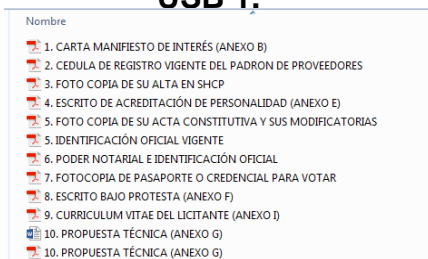 USB 1.
Nombre
1. CARTA MANIFIESTO DE INTERÉS (ANEXO B)
2. CEDULA DE REGISTRO VIGENTE DEL PADRON DE PROVEEDORES
3. FOTO COPIA DE SU ALTA EN SHCP
4. ESCRITO DE ACREDITACIÓN DE PERSONALIDAD (ANEXO E)
5. FOTO COPIA DE SU ACTA CONSTITUTIVA Y SUS MODIFICATORIAS
5. IDENTIFICACIÓN OFICIAL VIGENTE
6. PODER NOTARIAL E IDENTIFICACIÓN OFICIAL
7. FOTOCOPIA DE PASAPORTE O CREDENCIAL PARA VOTAR
8. ESCRITO BAJO PROTESTA (ANEXO F)
9. CURRICULUM VITAE DEL LICITANTE (ANEXO I)
10. PROPUESTA TÉCNICA (ANEXO G)
10. PROPUESTA TÉCNICA (ANEXO G)